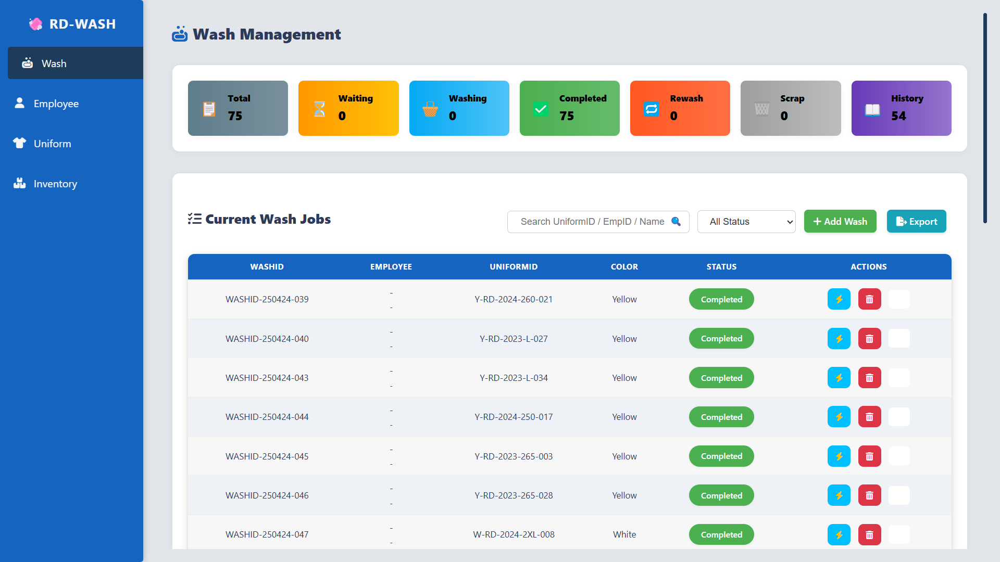 RD-WASH
Wash
Employee
Uniform
Inventory
Wash Management
Total
75
Waiting
0
Washing
0
Completed
75
Rewash
0
Scrap
0
History
54
Current Wash Jobs
Search UniformID / EmpID / Name
All Status
+ Add Wash
Export
WASHID EMPLOYEE UNIFORMID COLOR STATUS ACTIONS
WASHID-250424-039 - - Y-RD-2024-260-021 Yellow Completed
WASHID-250424-040 - - Y-RD-2023-L-027 Yellow Completed
WASHID-250424-043 - - Y-RD-2023-L-034 Yellow Completed
WASHID-250424-044 - - Y-RD-2024-250-017 Yellow Completed
WASHID-250424-045 - - Y-RD-2023-265-003 Yellow Completed
WASHID-250424-046 - - Y-RD-2023-265-028 Yellow Completed
WASHID-250424-047 - - W-RD-2024-2XL-008 White Completed